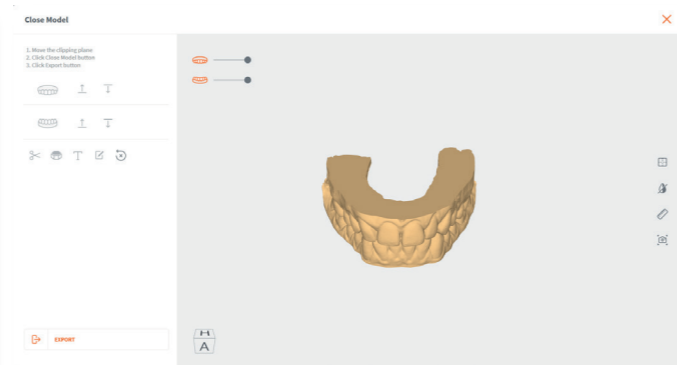 Close Model
1. Move the clipping plane
2. Click Close Model button
3. Click Export button
EXPORT
H
A